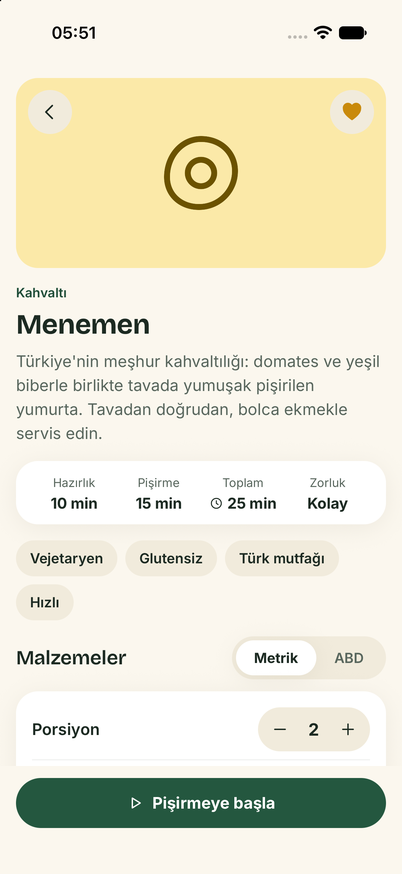 05:51
Kahvaltı
Menemen
Türkiye'nin meşhur kahvaltılığı: domates ve yeşil
biberle birlikte tavada yumuşak pişirilen
yumurta. Tavadan doğrudan, bolca ekmekle
servis edin.
Hazırlık Pişirme Toplam Zorluk
10 min 15 min 25 min Kolay
Vejetaryen Glutensiz Türk mutfağı
Hızlı
Malzemeler Metrik ABD
Porsiyon − 2 +
Pişirmeye başla